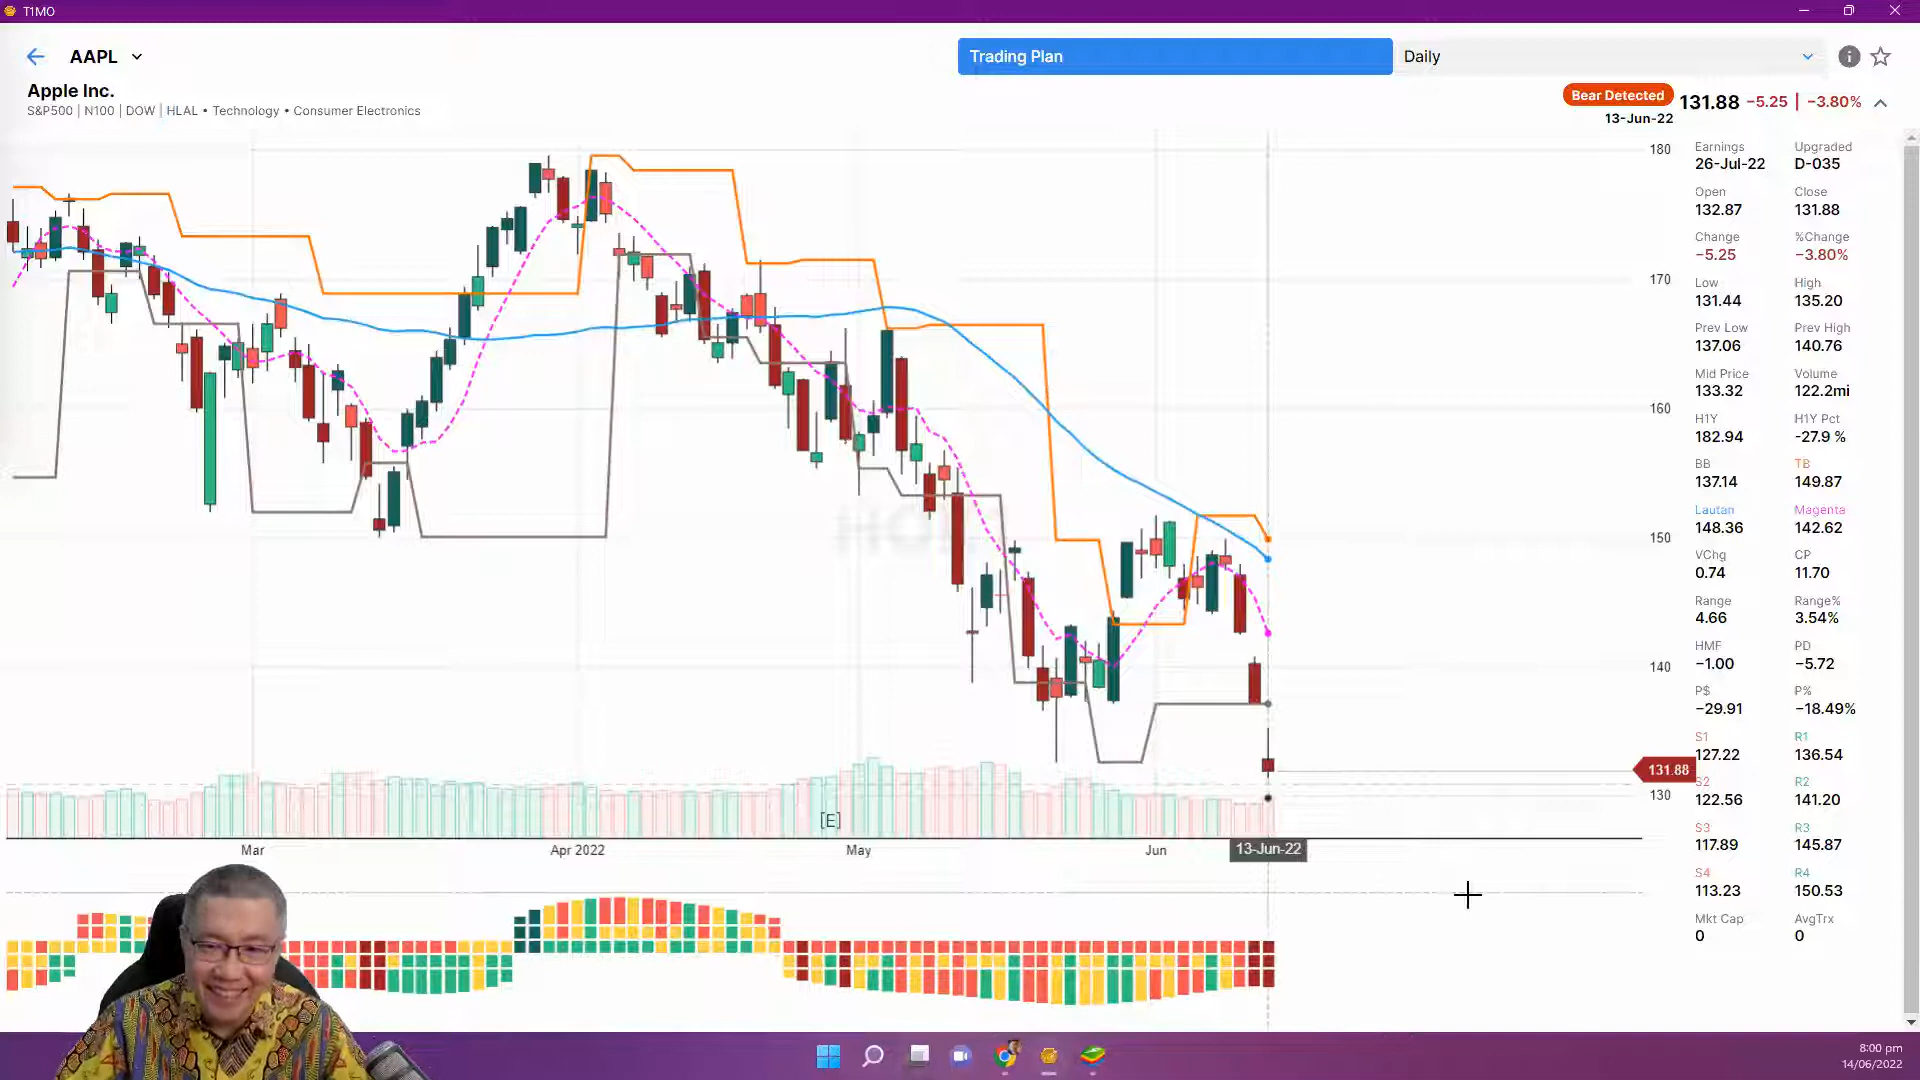 T1MO
AAPL
Trading Plan
Daily
Apple Inc.
S&P500 | N100 | DOW | HLAL • Technology • Consumer Electronics
Bear Detected
131.88 −5.25 | −3.80%
13-Jun-22
180
170
160
150
140
130
131.88
Earnings Upgraded
26-Jul-22 D-035
Open Close
132.87 131.88
Change %Change
−5.25 −3.80%
Low High
131.44 135.20
Prev Low Prev High
137.06 140.76
Mid Price Volume
133.32 122.2mi
H1Y H1Y Pct
182.94 -27.9 %
BB TB
137.14 149.87
Lautan Magenta
148.36 142.62
VChg CP
0.74 11.70
Range Range%
4.66 3.54%
HMF PD
−1.00 −5.72
P$ P%
−29.91 −18.49%
S1 R1
127.22 136.54
S2 R2
122.56 141.20
S3 R3
117.89 145.87
S4 R4
113.23 150.53
Mkt Cap AvgTrx
0 0
[E]
Mar Apr 2022 May Jun 13-Jun-22
8:00 pm
14/06/2022